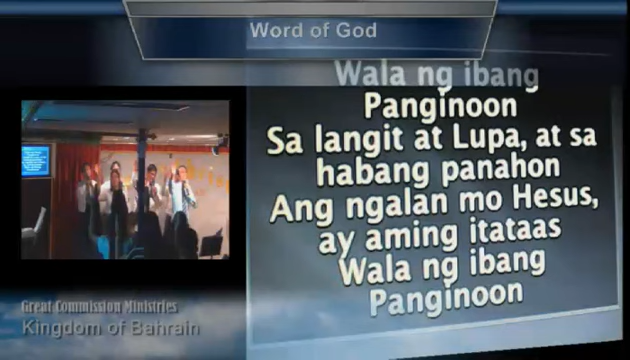 Word of God
Wala ng ibang
Panginoon
Sa langit at Lupa, at sa
habang panahon
Ang ngalan mo Hesus,
ay aming itataas
Wala ng ibang
Panginoon
Great Commission Ministries
Kingdom of Bahrain